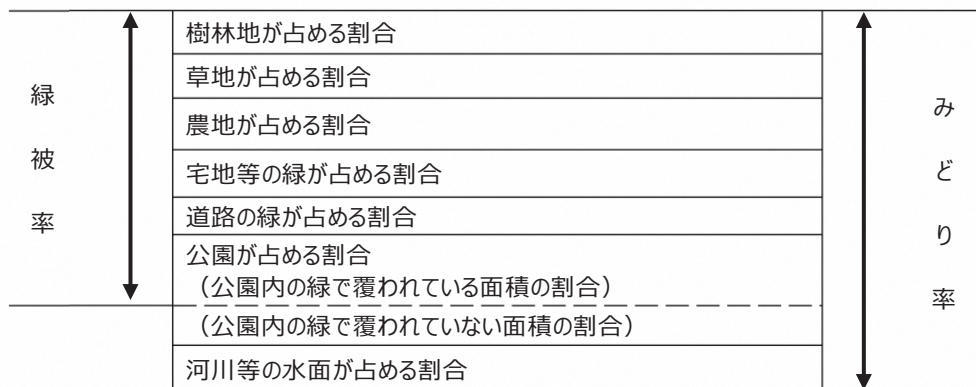 緑被率
樹林地が占める割合
草地が占める割合
農地が占める割合
宅地等の緑が占める割合
道路の緑が占める割合
公園が占める割合
（公園内の緑で覆われている面積の割合）
（公園内の緑で覆われていない面積の割合）
河川等の水面が占める割合
みどり率